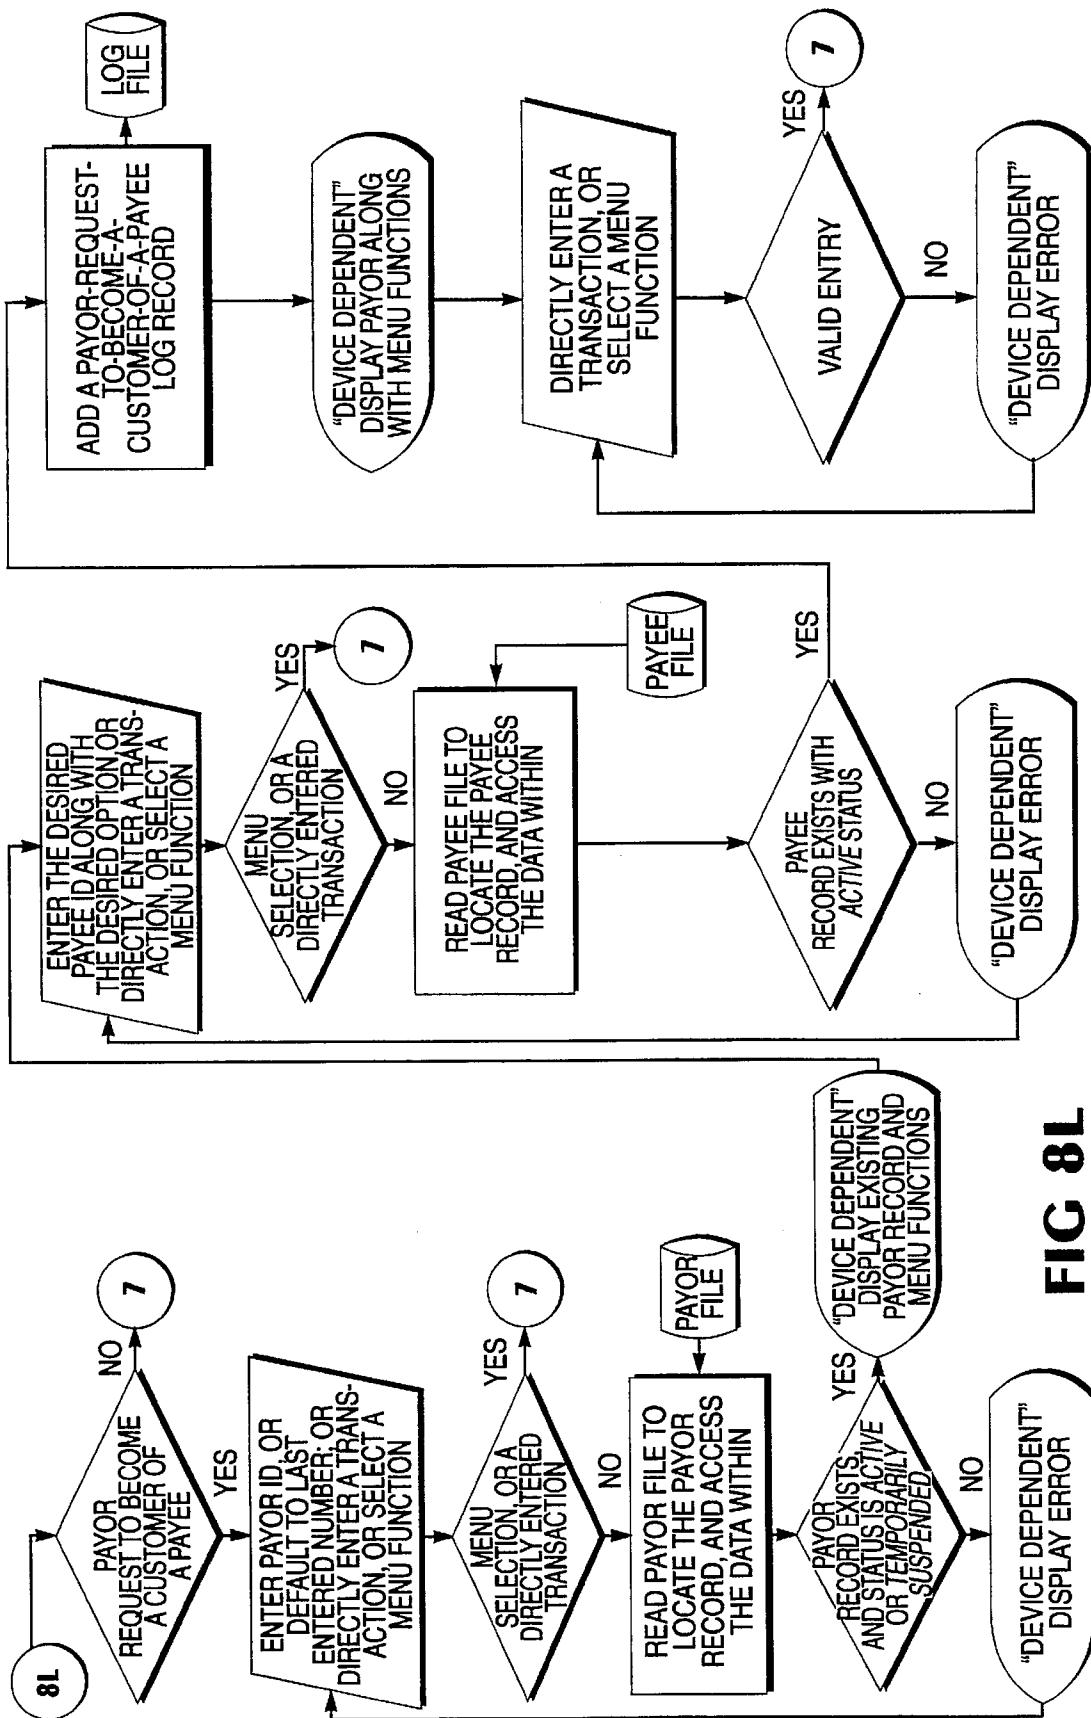 8L
PAYOR
REQUEST TO BECOME
A CUSTOMER OF
A PAYEE
NO
7
YES
ENTER PAYOR ID, OR
DEFAULT TO LAST
ENTERED NUMBER; OR
DIRECTLY ENTER A TRANS-
ACTION, OR SELECT A
MENU FUNCTION
MENU
SELECTION, OR A
DIRECTLY ENTERED
TRANSACTION
YES
7
NO
READ PAYOR FILE TO
LOCATE THE PAYOR
RECORD, AND ACCESS
THE DATA WITHIN
PAYOR
FILE
PAYOR
RECORD EXISTS,
AND STATUS IS ACTIVE
OR TEMPORARILY
SUSPENDED
YES
NO
"DEVICE DEPENDENT"
DISPLAY ERROR
"DEVICE DEPENDENT"
DISPLAY EXISTING
PAYOR RECORD AND
MENU FUNCTIONS
ENTER THE DESIRED
PAYEE ID ALONG WITH
THE DESIRED OPTION, OR
DIRECTLY ENTER A TRANS-
ACTION, OR SELECT A
MENU FUNCTION
MENU
SELECTION, OR A
DIRECTLY ENTERED
TRANSACTION
YES
7
NO
READ PAYEE FILE TO
LOCATE THE PAYEE
RECORD, AND ACCESS
THE DATA WITHIN
PAYEE
FILE
PAYEE
RECORD EXISTS WITH
ACTIVE STATUS
YES
NO
"DEVICE DEPENDENT"
DISPLAY ERROR
ADD A PAYOR-REQUEST-
TO-BECOME-A-
CUSTOMER-OF-A-PAYEE
LOG RECORD
LOG
FILE
"DEVICE DEPENDENT"
DISPLAY PAYOR ALONG
WITH MENU FUNCTIONS
DIRECTLY ENTER A
TRANSACTION, OR
SELECT A MENU
FUNCTION
VALID ENTRY
YES
7
NO
"DEVICE DEPENDENT"
DISPLAY ERROR
FIG 8L